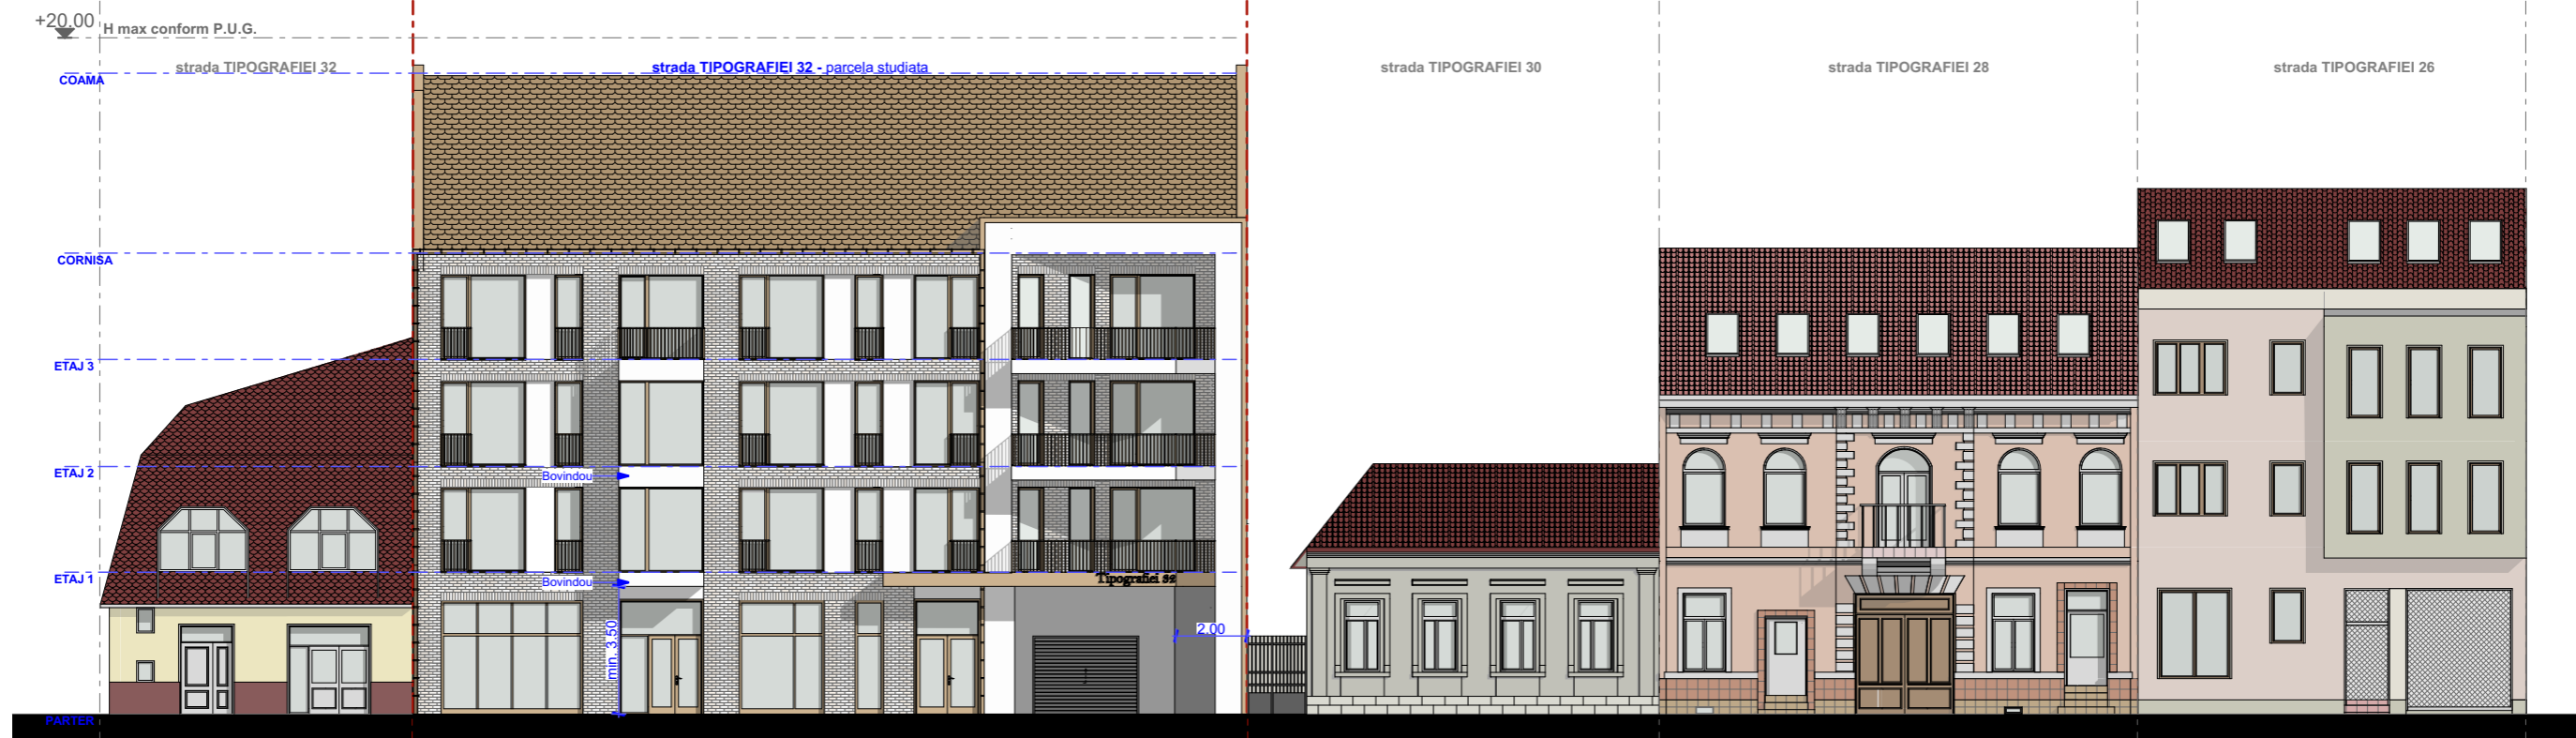 +20.00
H max conform P.U.G.
strada TIPOGRAFIEI 32
strada TIPOGRAFIEI 32 - parcela studiata
strada TIPOGRAFIEI 30
strada TIPOGRAFIEI 28
strada TIPOGRAFIEI 26
COAMA
CORNISA
ETAJ 3
ETAJ 2
Bovindou
ETAJ 1
Bovindou
Tipografiei 32
min. 3.50
2.00
PARTER